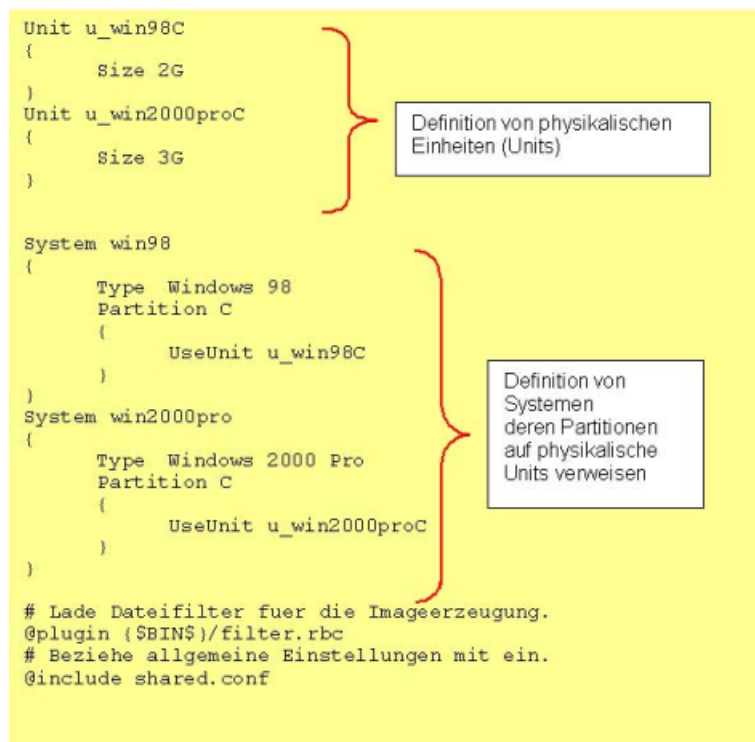 Unit u_win98C
{
Size 2G
}
Unit u_win2000proC
{
Size 3G
}
Definition von physikalischen
Einheiten (Units)
System win98
{
Type Windows 98
Partition C
{
UseUnit u_win98C
}
}
System win2000pro
{
Type Windows 2000 Pro
Partition C
{
UseUnit u_win2000proC
}
}
Definition von
Systemen
deren Partitionen
auf physikalische
Units verweisen
# Lade Dateifilter fuer die Imageerzeugung.
@plugin {$BIN$}/filter.rbc
# Beziehe allgemeine Einstellungen mit ein.
@include shared.conf